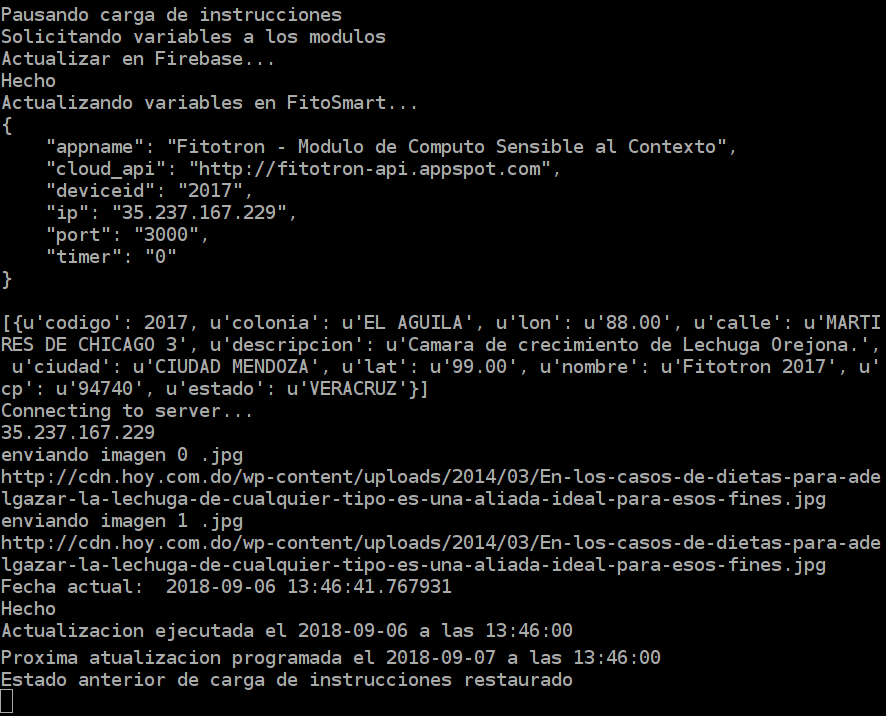 Pausando carga de instrucciones
Solicitando variables a los modulos
Actualizar en Firebase...
Hecho
Actualizando variables en FitoSmart...
{
    "appname": "Fitotron - Modulo de Computo Sensible al Contexto",
    "cloud_api": "http://fitotron-api.appspot.com",
    "deviceid": "2017",
    "ip": "35.237.167.229",
    "port": "3000",
    "timer": "0"
}

[{u'codigo': 2017, u'colonia': u'EL AGUILA', u'lon': u'88.00', u'calle': u'MARTI
RES DE CHICAGO 3', u'descripcion': u'Camara de crecimiento de Lechuga Orejona.',
 u'ciudad': u'CIUDAD MENDOZA', u'lat': u'99.00', u'nombre': u'Fitotron 2017', u'
cp': u'94740', u'estado': u'VERACRUZ'}]
Connecting to server...
35.237.167.229
enviando imagen 0 .jpg
http://cdn.hoy.com.do/wp-content/uploads/2014/03/En-los-casos-de-dietas-para-ade
lgazar-la-lechuga-de-cualquier-tipo-es-una-aliada-ideal-para-esos-fines.jpg
enviando imagen 1 .jpg
http://cdn.hoy.com.do/wp-content/uploads/2014/03/En-los-casos-de-dietas-para-ade
lgazar-la-lechuga-de-cualquier-tipo-es-una-aliada-ideal-para-esos-fines.jpg
Fecha actual:  2018-09-06 13:46:41.767931
Hecho
Actualizacion ejecutada el 2018-09-06 a las 13:46:00
Proxima atualizacion programada el 2018-09-07 a las 13:46:00
Estado anterior de carga de instrucciones restaurado